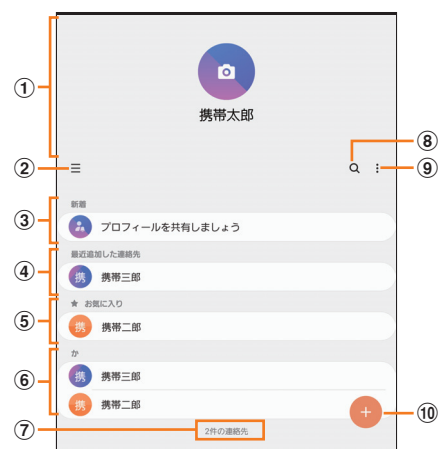 ①
携帯太郎
⑧
②
⑨
新着
③
プロフィールを共有しましょう
最近追加した連絡先
④
携 携帯三郎
★ お気に入り
⑤
携 携帯二郎
か
⑥
携 携帯三郎
携 携帯二郎
+
⑩
⑦
2件の連絡先